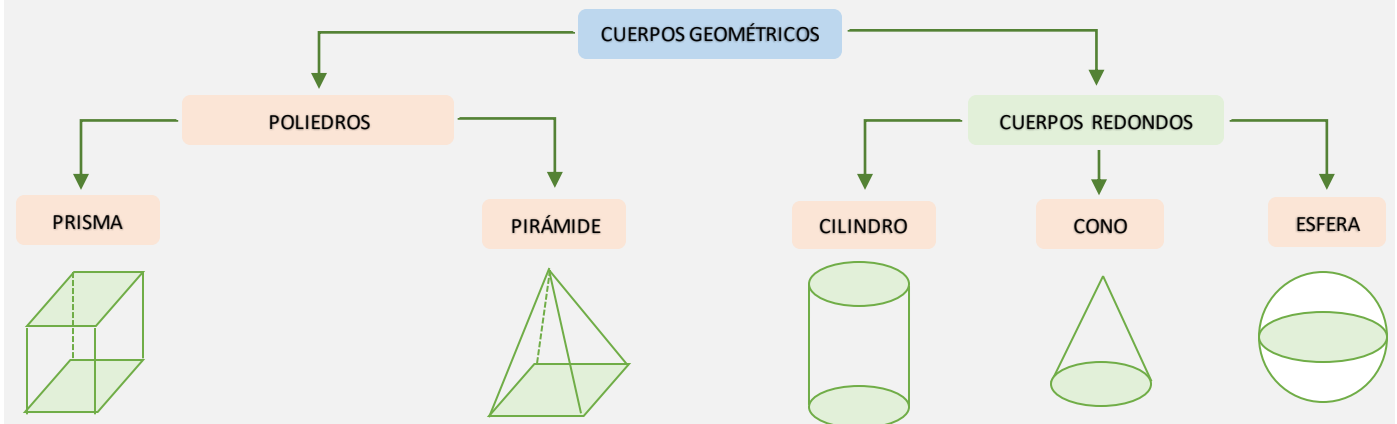 CUERPOS GEOMÉTRICOS
POLIEDROS
CUERPOS REDONDOS
PRISMA
PIRÁMIDE
CILINDRO
CONO
ESFERA